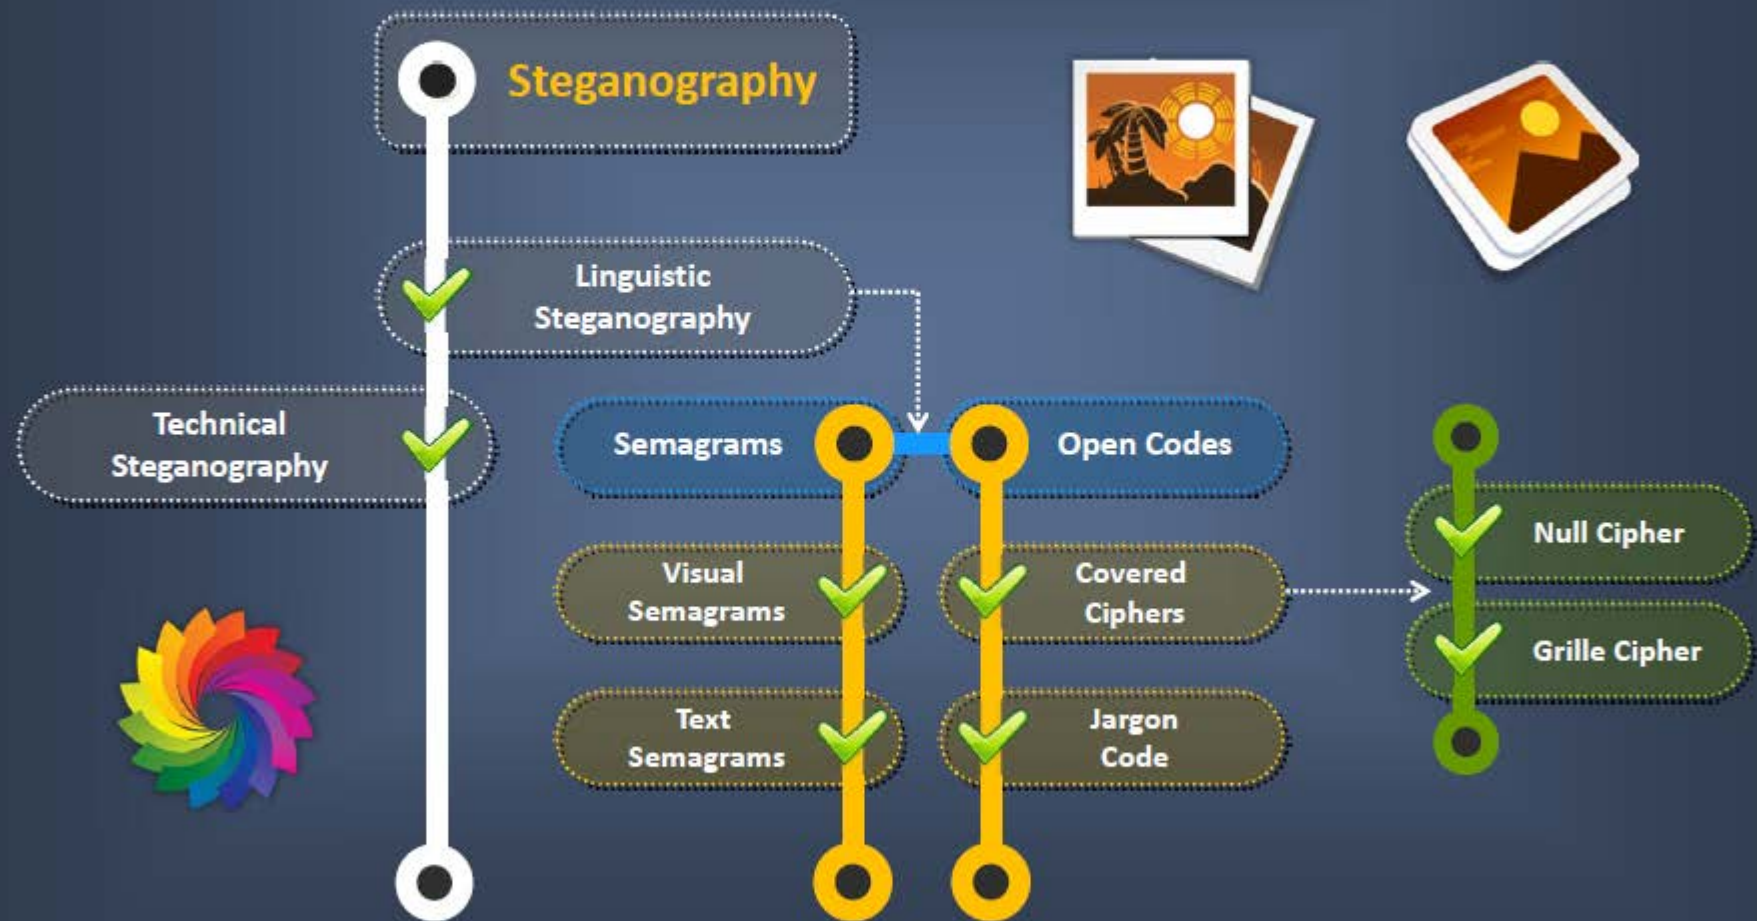 Steganography
Linguistic
Steganography
Technical
Steganography
Semagrams
Open Codes
Visual
Semagrams
Covered
Ciphers
Text
Semagrams
Jargon
Code
Null Cipher
Grille Cipher